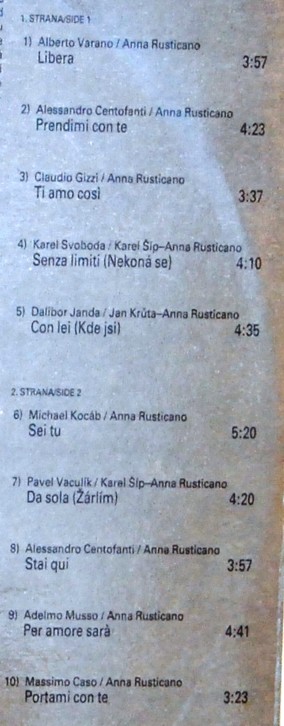 1. STRANA/SIDE 1
1) Alberto Varano / Anna Rusticano
Libera 3:57
2) Alessandro Centofanti / Anna Rusticano
Prendimi con te 4:23
3) Claudio Gizzi / Anna Rusticano
Ti amo così 3:37
4) Karel Svoboda / Karel Šíp–Anna Rusticano
Senza limiti (Nekoná se) 4:10
5) Dalibor Janda / Jan Krůta–Anna Rusticano
Con lei (Kde jsi) 4:35
2. STRANA/SIDE 2
6) Michael Kocáb / Anna Rusticano
Sei tu 5:20
7) Pavel Vaculík / Karel Šíp–Anna Rusticano
Da sola (Žárlím) 4:20
8) Alessandro Centofanti / Anna Rusticano
Stai qui 3:57
9) Adelmo Musso / Anna Rusticano
Per amore sarà 4:41
10) Massimo Caso / Anna Rusticano
Portami con te 3:23